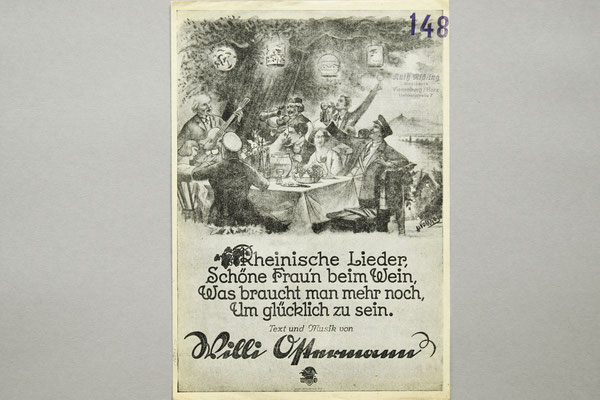 148
Rheinische Lieder,
Schöne Frau'n beim Wein,
Was braucht man mehr noch,
Um glücklich zu sein.
Text und Musik von
Willi Ostermann